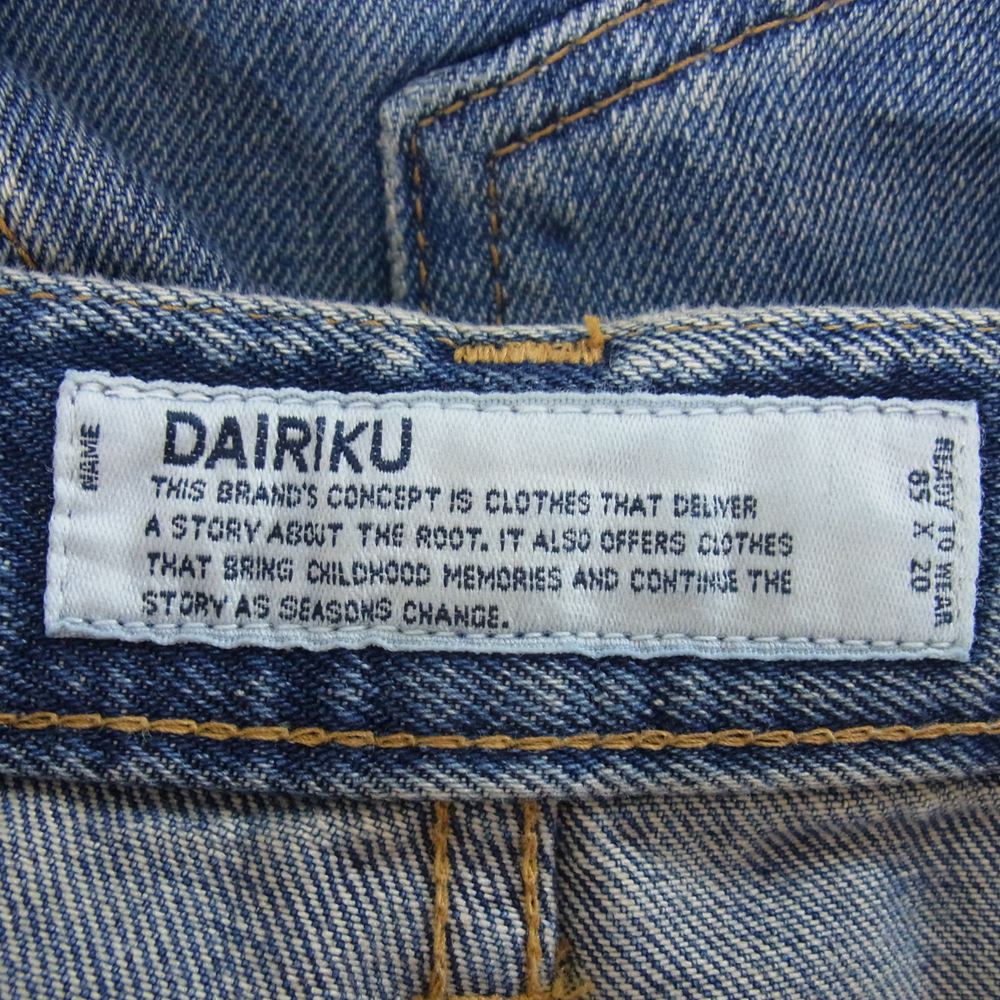 NAME
DAIRIKU
THIS BRAND'S CONCEPT IS CLOTHES THAT DELIVER
A STORY ABOUT THE ROOT. IT ALSO OFFERS CLOTHES
THAT BRING CHILDHOOD MEMORIES AND CONTINUE THE
STORY AS SEASONS CHANGE.
READY TO WEAR
65 X 20